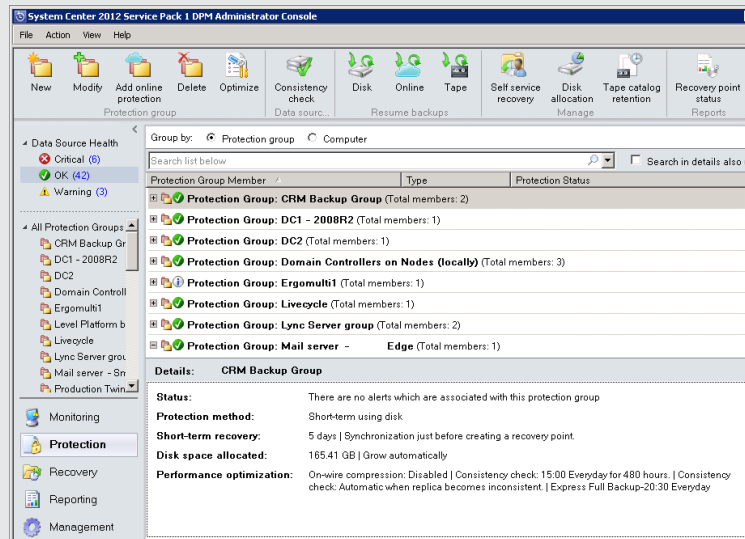 System Center 2012 Service Pack 1 DPM Administrator Console
File Action View Help
New Modify Add online protection Delete Optimize Consistency check Disk Online Tape Self service recovery Disk allocation Tape catalog retention Recovery point status
Protection group Data sourc... Resume backups Manage Reports
Data Source Health
Critical (6)
OK (42)
Warning (3)
All Protection Groups
CRM Backup Gr
DC1 - 2008R2
DC2
Domain Controll
Ergomulti1
Level Platform b
Livecycle
Lync Server grou
Mail server - Sm
Production Twin
Monitoring
Protection
Recovery
Reporting
Management
Group by: Protection group Computer
Search list below Search in details also
Protection Group Member Type Protection Status
Protection Group: CRM Backup Group (Total members: 2)
Protection Group: DC1 - 2008R2 (Total members: 1)
Protection Group: DC2 (Total members: 1)
Protection Group: Domain Controllers on Nodes (locally) (Total members: 3)
Protection Group: Ergomulti1 (Total members: 1)
Protection Group: Livecycle (Total members: 1)
Protection Group: Lync Server group (Total members: 2)
Protection Group: Mail server - Edge (Total members: 1)
Details: CRM Backup Group
Status: There are no alerts which are associated with this protection group
Protection method: Short-term using disk
Short-term recovery: 5 days | Synchronization just before creating a recovery point.
Disk space allocated: 165.41 GB | Grow automatically
Performance optimization: On-wire compression: Disabled | Consistency check: 15:00 Everyday for 480 hours. | Consistency
check: Automatic when replica becomes inconsistent. | Express Full Backup-20:30 Everyday